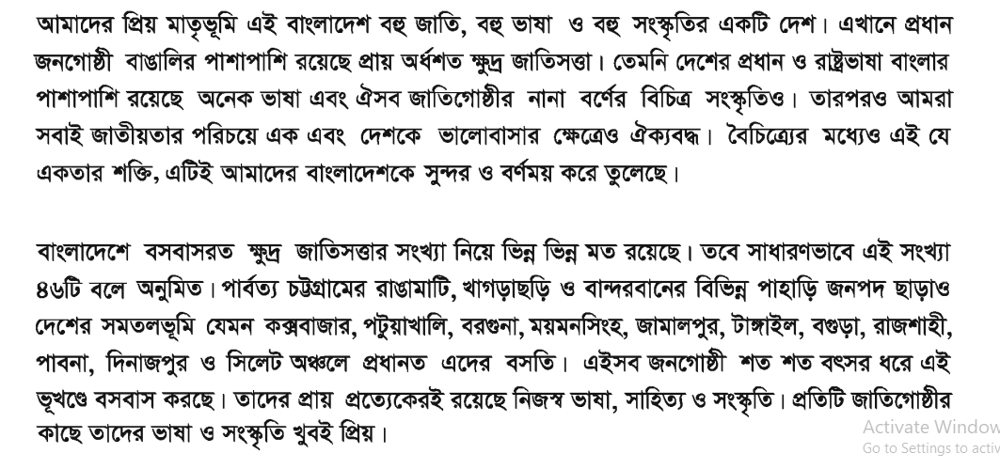 আমাদের প্রিয় মাতৃভূমি এই বাংলাদেশ বহু জাতি, বহু ভাষা ও বহু সংস্কৃতির একটি দেশ। এখানে প্রধান
জনগোষ্ঠী বাঙালির পাশাপাশি রয়েছে প্রায় অর্ধশত ক্ষুদ্র জাতিসত্তা। তেমনি দেশের প্রধান ও রাষ্ট্রভাষা বাংলার
পাশাপাশি রয়েছে অনেক ভাষা এবং ঐসব জাতিগোষ্ঠীর নানা বর্ণের বিচিত্র সংস্কৃতিও। তারপরও আমরা
সবাই জাতীয়তার পরিচয়ে এক এবং দেশকে ভালোবাসার ক্ষেত্রেও ঐক্যবদ্ধ। বৈচিত্র্যের মধ্যেও এই যে
একতার শক্তি, এটিই আমাদের বাংলাদেশকে সুন্দর ও বর্ণময় করে তুলেছে।
বাংলাদেশে বসবাসরত ক্ষুদ্র জাতিসত্তার সংখ্যা নিয়ে ভিন্ন ভিন্ন মত রয়েছে। তবে সাধারণভাবে এই সংখ্যা
৪৬টি বলে অনুমিত। পার্বত্য চট্টগ্রামের রাঙামাটি, খাগড়াছড়ি ও বান্দরবানের বিভিন্ন পাহাড়ি জনপদ ছাড়াও
দেশের সমতলভূমি যেমন কক্সবাজার, পটুয়াখালি, বরগুনা, ময়মনসিংহ, জামালপুর, টাঙ্গাইল, বগুড়া, রাজশাহী,
পাবনা, দিনাজপুর ও সিলেট অঞ্চলে প্রধানত এদের বসতি। এইসব জনগোষ্ঠী শত শত বৎসর ধরে এই
ভূখণ্ডে বসবাস করছে। তাদের প্রায় প্রত্যেকেরই রয়েছে নিজস্ব ভাষা, সাহিত্য ও সংস্কৃতি। প্রতিটি জাতিগোষ্ঠীর
কাছে তাদের ভাষা ও সংস্কৃতি খুবই প্রিয়।
Activate Window
Go to Settings to activ